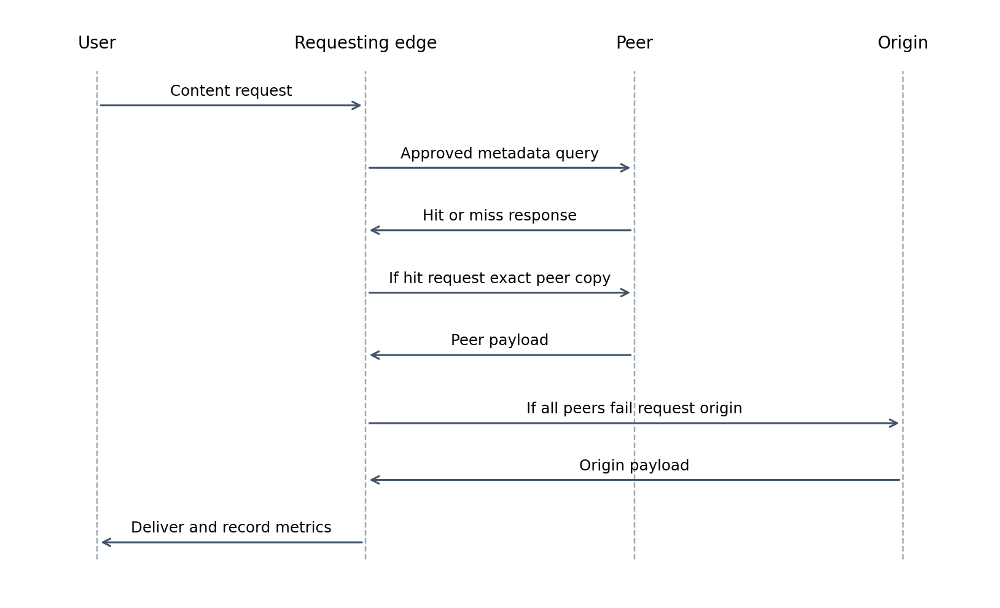 User
Requesting edge
Peer
Origin
Content request
Approved metadata query
Hit or miss response
If hit request exact peer copy
Peer payload
If all peers fail request origin
Origin payload
Deliver and record metrics